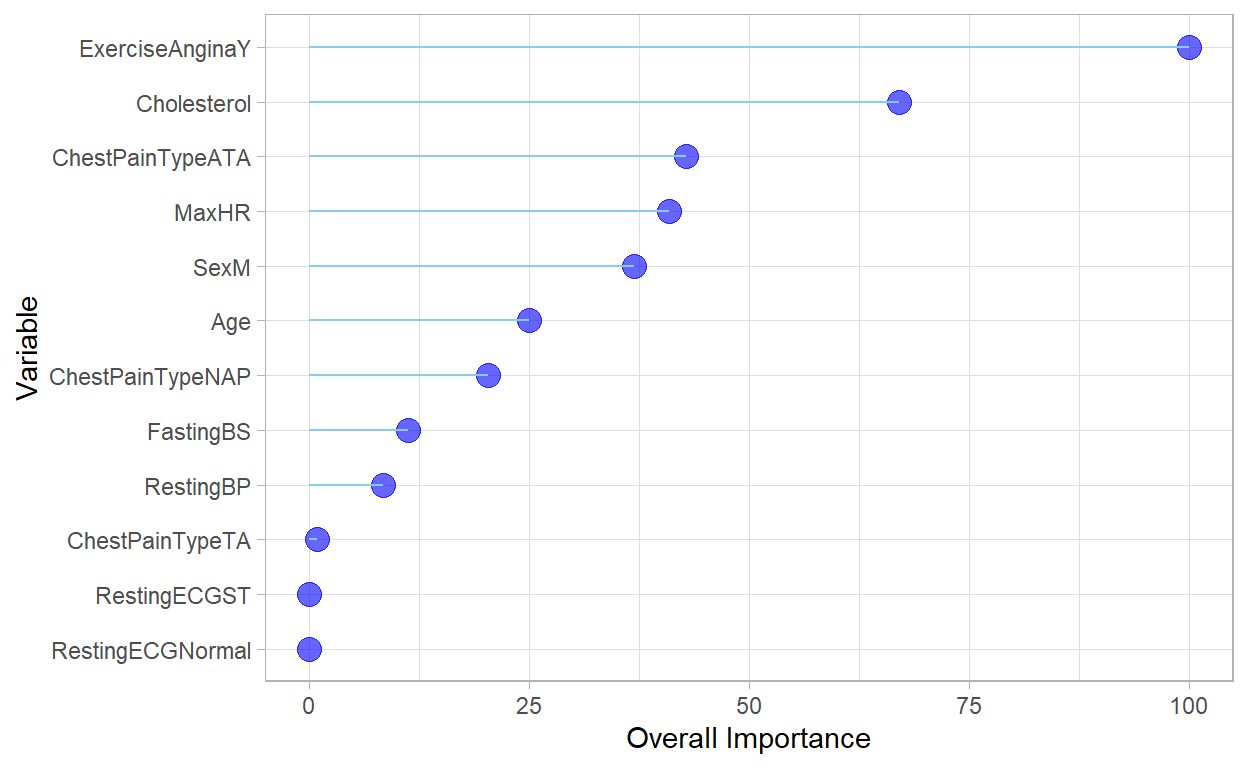 ExerciseAnginaY
Cholesterol
ChestPainTypeATA
MaxHR
SexM
Age
ChestPainTypeNAP
FastingBS
RestingBP
ChestPainTypeTA
RestingECGST
RestingECGNormal
Variable
0 25 50 75 100
Overall Importance